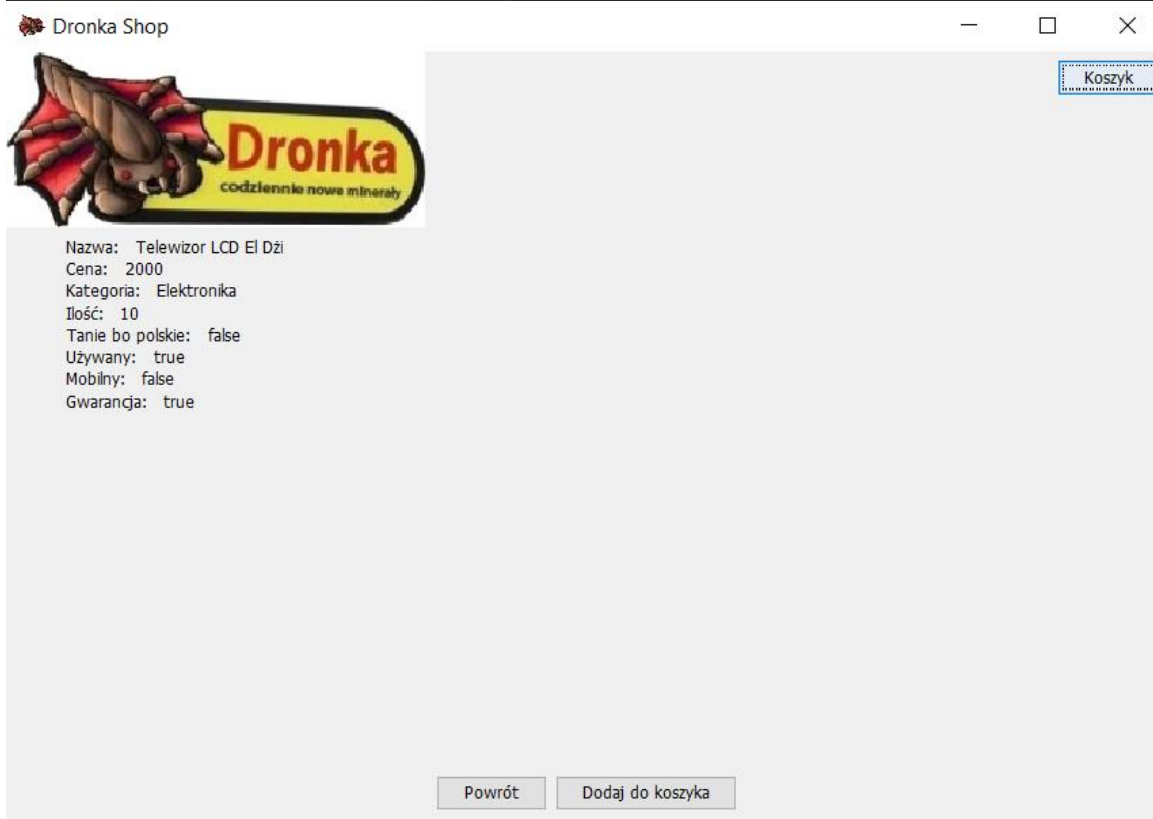 Dronka Shop
Koszyk
Dronka
codziennie nowe minerały
Nazwa: Telewizor LCD El Dżi
Cena: 2000
Kategoria: Elektronika
Ilość: 10
Tanie bo polskie: false
Używany: true
Mobilny: false
Gwarancja: true
Powrót Dodaj do koszyka